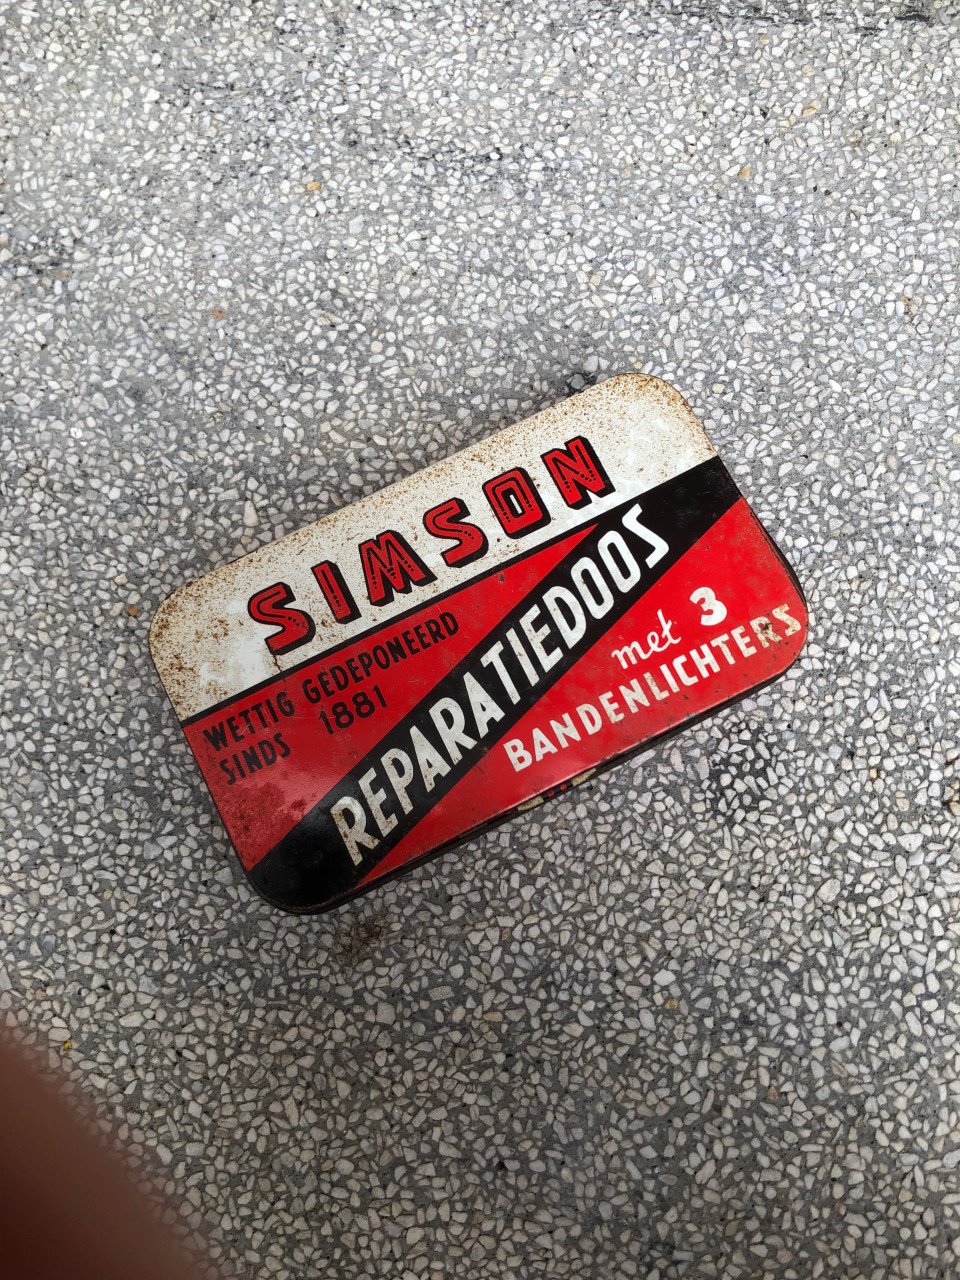 SIMSON
WETTIG GEDEPONEERD
SINDS 1881
REPARATIEDOOS
met 3
BANDENLICHTERS